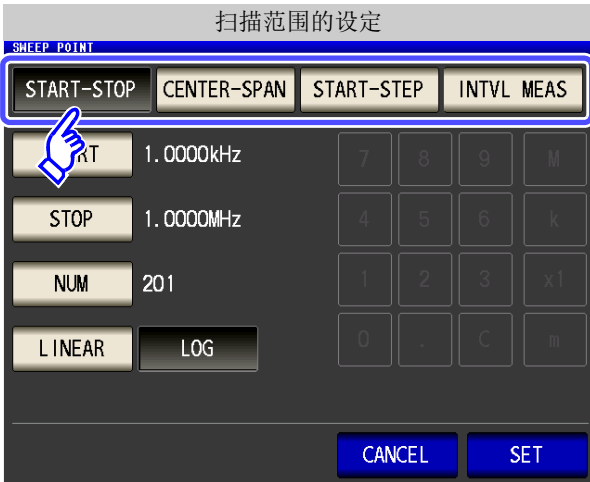 扫描范围的设定
SWEEP POINT
START-STOP CENTER-SPAN START-STEP INTVL MEAS
1.0000kHz 7 8 9 M
STOP 1.0000MHz 4 5 6 k
NUM 201 1 2 3 x1
LINEAR LOG 0 . C m
CANCEL SET